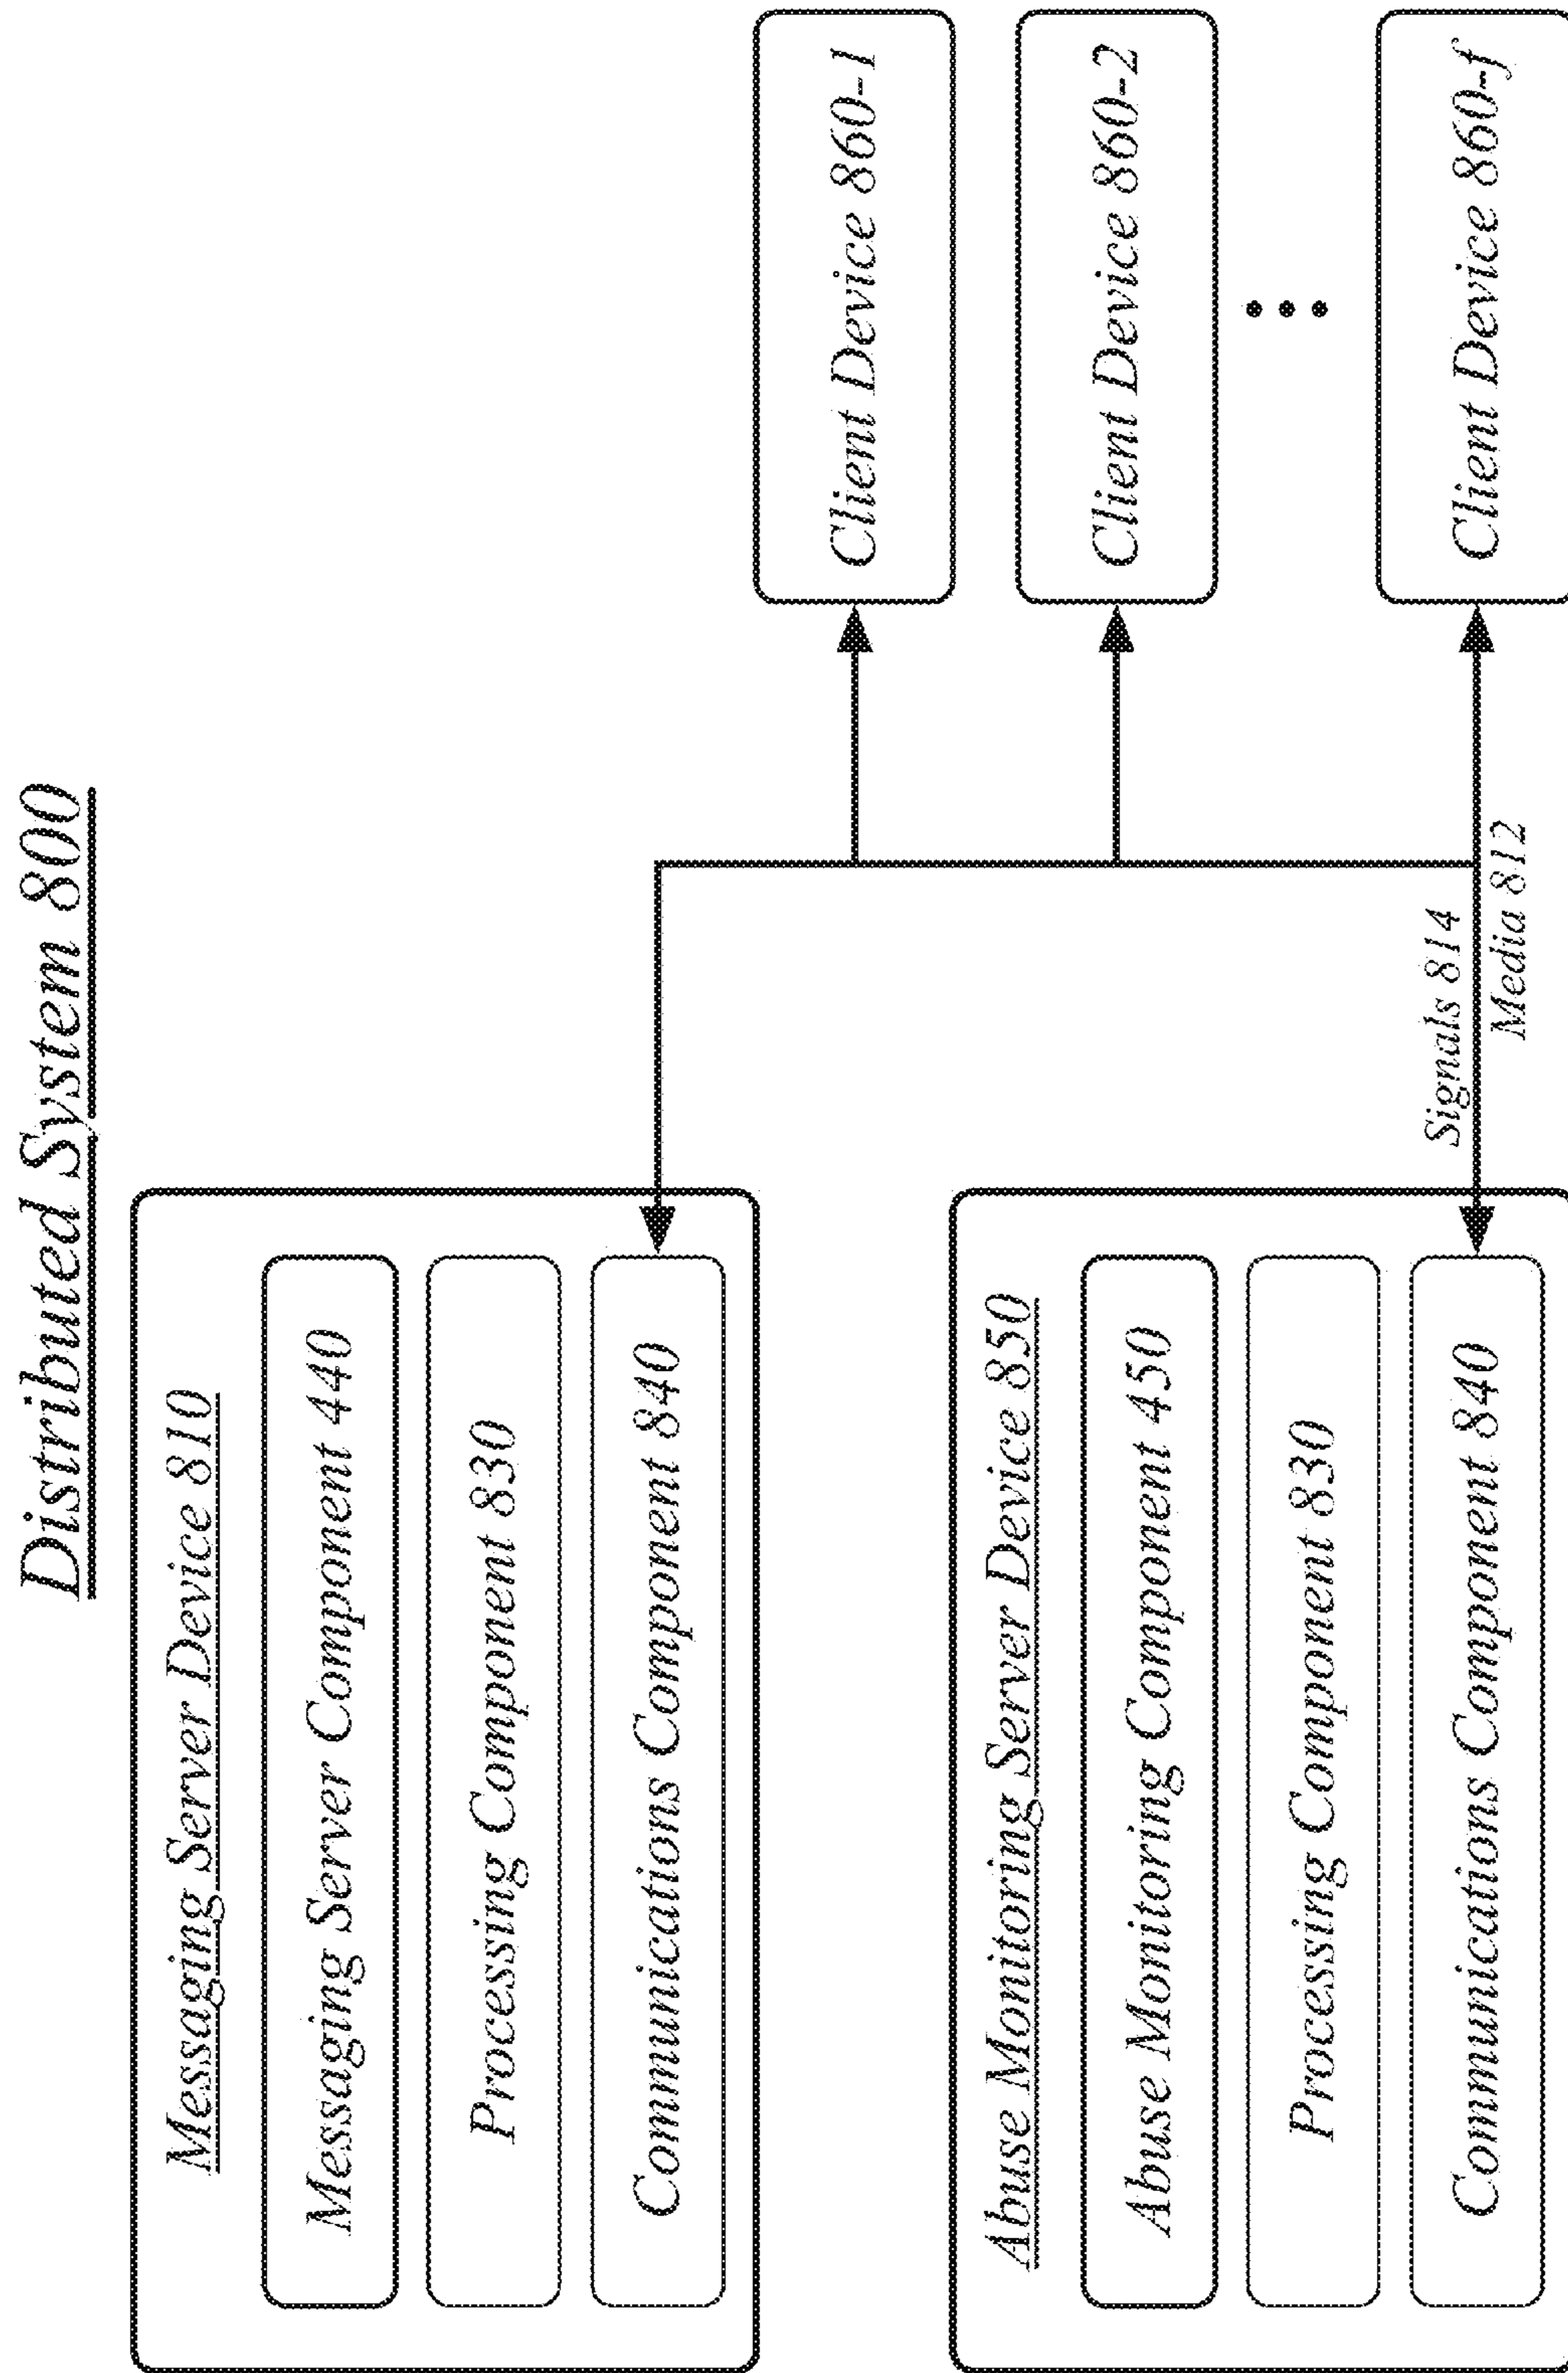 Distributed System 800
Messaging Server Device 810
Messaging Server Component 440
Processing Component 830
Communications Component 840
Abuse Monitoring Server Device 850
Abuse Monitoring Component 450
Processing Component 830
Communications Component 840
Signals 814
Media 812
Client Device 860-1
Client Device 860-2
Client Device 860-f